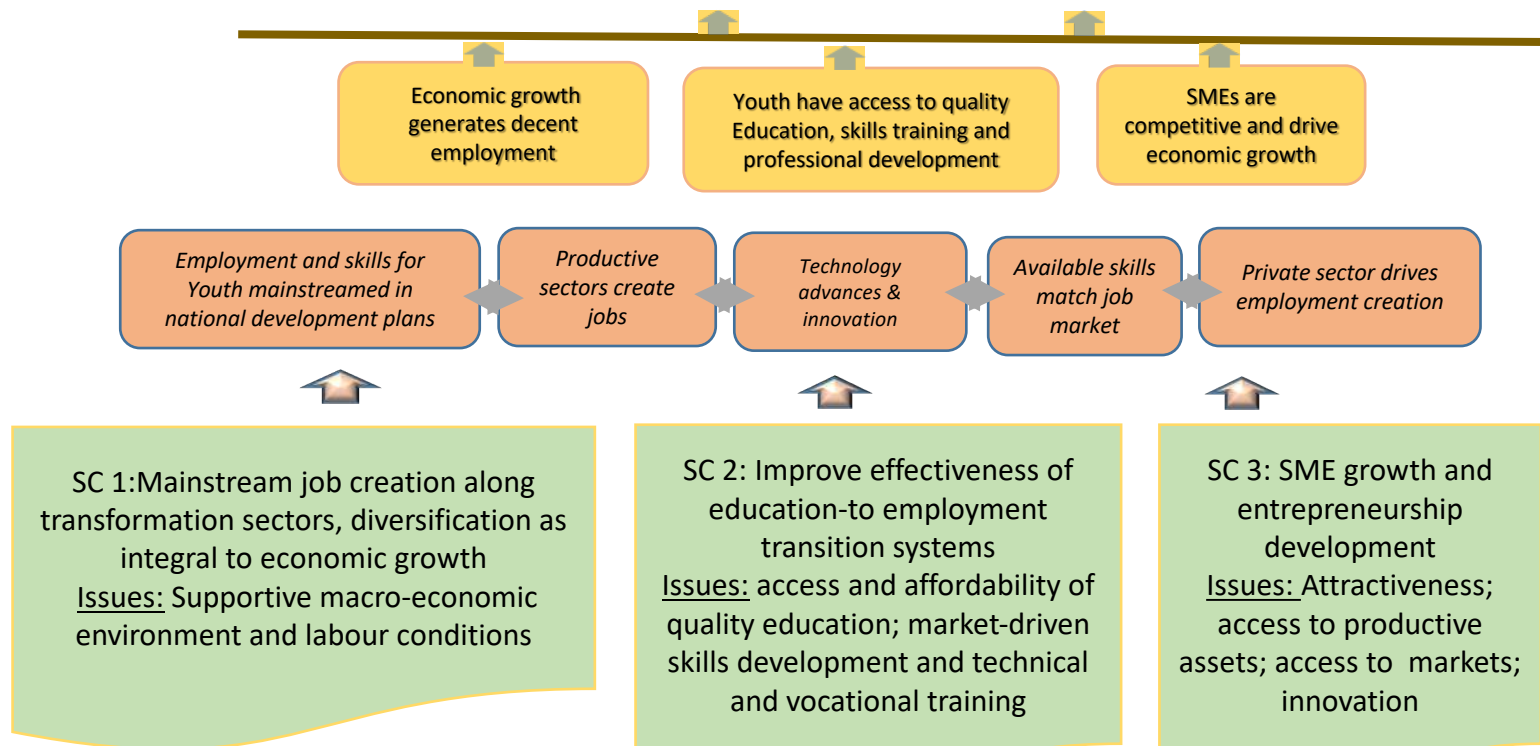 Economic growth
generates decent
employment
Youth have access to quality
Education, skills training and
professional development
SMEs are
competitive and drive
economic growth
Employment and skills for
Youth mainstreamed in
national development plans
Productive
sectors create
jobs
Technology
advances &
innovation
Available skills
match job
market
Private sector drives
employment creation
SC 1:Mainstream job creation along
transformation sectors, diversification as
integral to economic growth
Issues: Supportive macro-economic
environment and labour conditions
SC 2: Improve effectiveness of
education-to employment
transition systems
Issues: access and affordability of
quality education; market-driven
skills development and technical
and vocational training
SC 3: SME growth and
entrepreneurship
development
Issues: Attractiveness;
access to productive
assets; access to  markets;
innovation